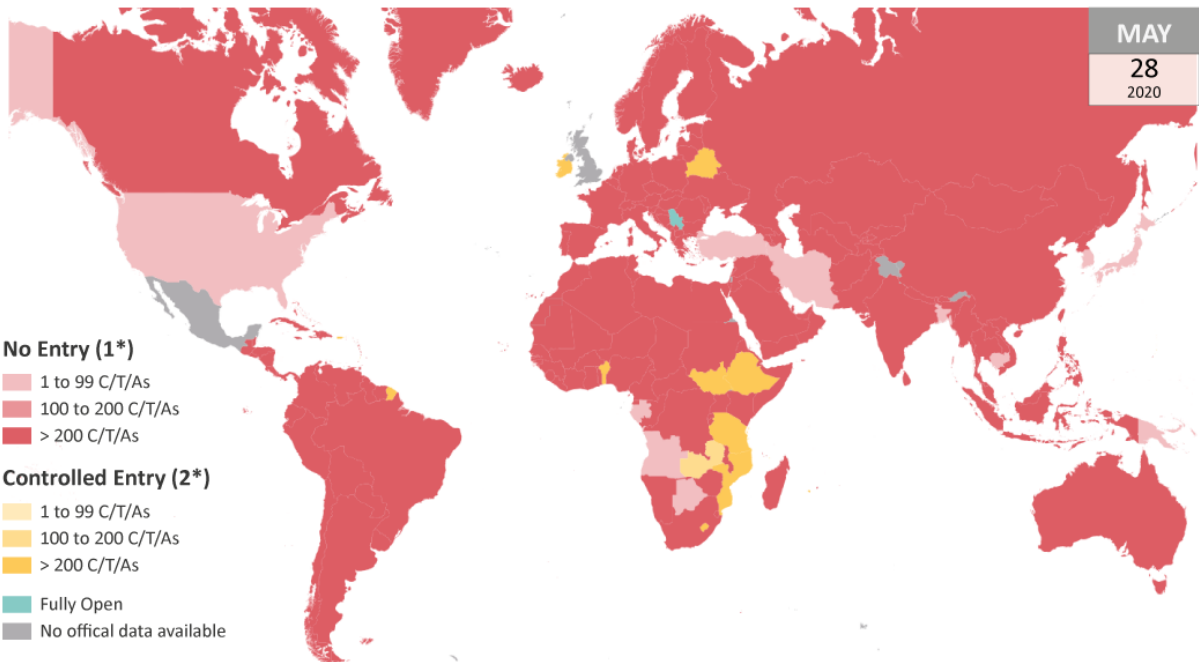 MAY
28
2020
No Entry (1*)
1 to 99 C/T/As
100 to 200 C/T/As
> 200 C/T/As
Controlled Entry (2*)
1 to 99 C/T/As
100 to 200 C/T/As
> 200 C/T/As
Fully Open
No offical data available